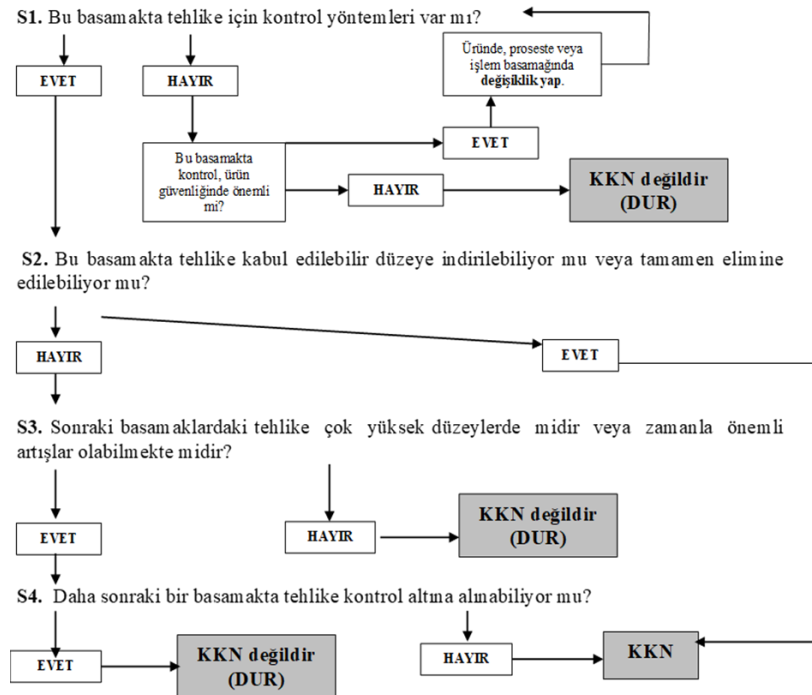 S1. Bu basamakta tehlike için kontrol yöntemleri var mı?
EVET
HAYIR
Üründe, proseste veya
işlem basamağında
değişiklik yap.
EVET
Bu basamakta
kontrol, ürün
güvenliğinde önemli
mi?
HAYIR
KKN değildir
(DUR)
S2. Bu basamakta tehlike kabul edilebilir düzeye indirilebiliyor mu veya tamamen elimine
edilebiliyor mu?
HAYIR
EVET
S3. Sonraki basamaklardaki tehlike çok yüksek düzeylerde midir veya zamanla önemli
artışlar olabilmekte midir?
EVET
HAYIR
KKN değildir
(DUR)
S4. Daha sonraki bir basamakta tehlike kontrol altına alınabiliyor mu?
EVET
KKN değildir
(DUR)
HAYIR
KKN